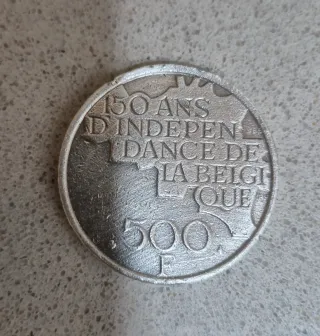 150 ANS
D'INDEPEN
DANCE DE
LA BELGI
QUE
500
F